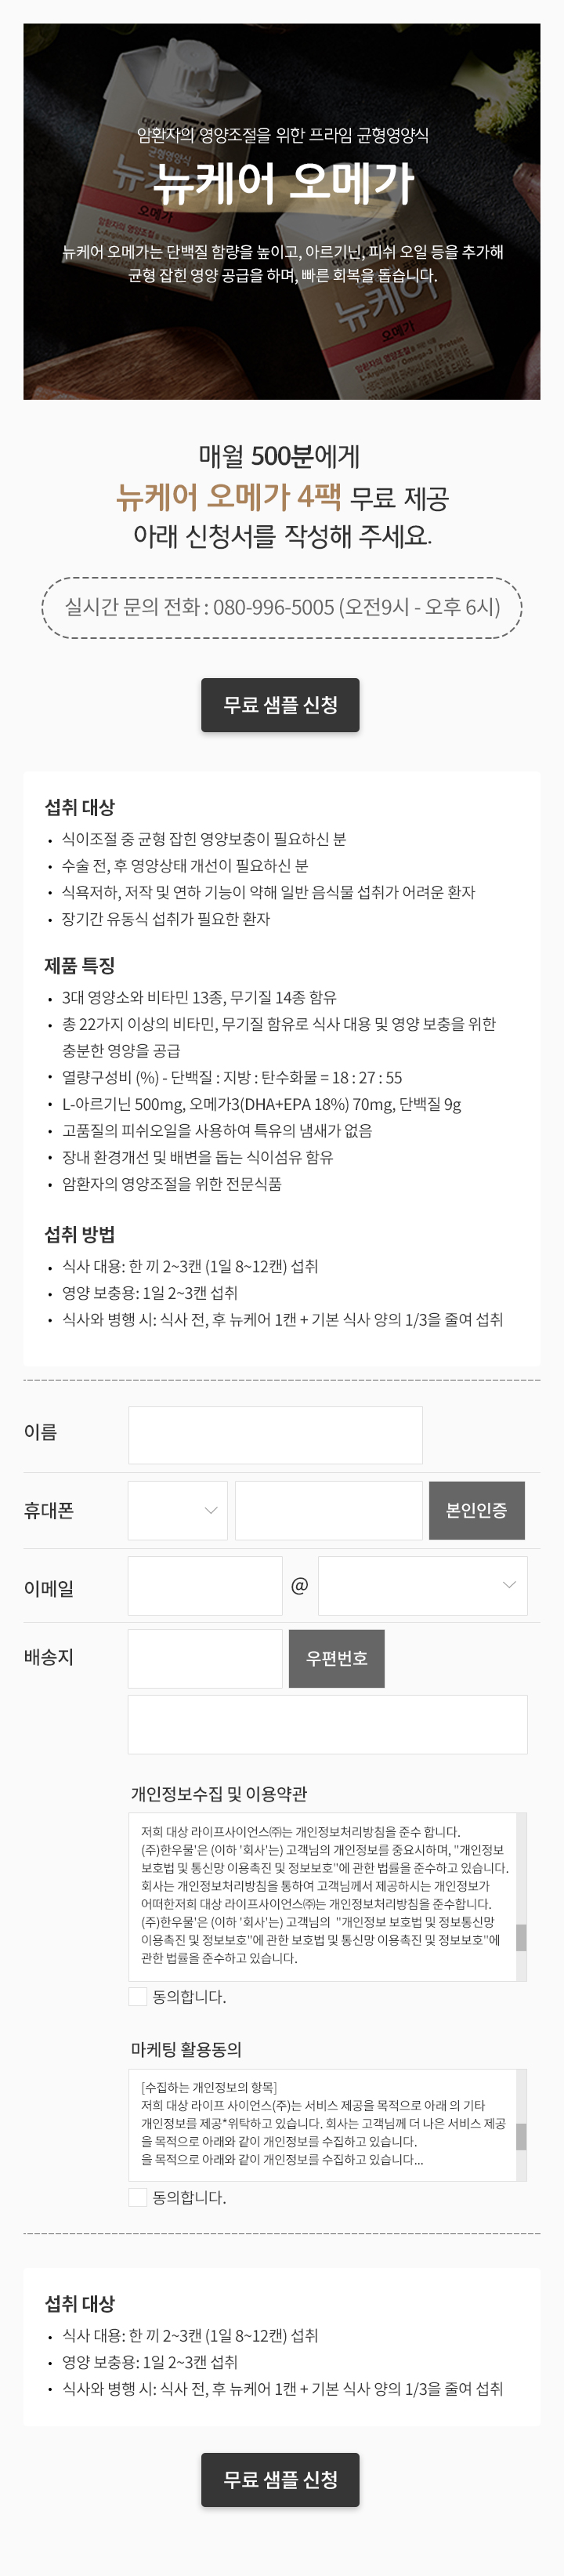 대상Welllife
균형영양식
뉴케어
오메가
암환자의 영양조절을 위한 식품
L-Arginine / Omega-3 / Protein
암환자의 영양조절을 위한 프라임 균형영양식
뉴케어 오메가
뉴케어 오메가는 단백질 함량을 높이고, 아르기닌, 피쉬 오일 등을 추가해
균형 잡힌 영양 공급을 하며, 빠른 회복을 돕습니다.
매월 500분에게
뉴케어 오메가 4팩 무료 제공
아래 신청서를 작성해 주세요.
실시간 문의 전화 : 080-996-5005 (오전9시 - 오후 6시)
무료 샘플 신청
섭취 대상
• 식이조절 중 균형 잡힌 영양보충이 필요하신 분
• 수술 전, 후 영양상태 개선이 필요하신 분
• 식욕저하, 저작 및 연하 기능이 약해 일반 음식물 섭취가 어려운 환자
• 장기간 유동식 섭취가 필요한 환자
제품 특징
• 3대 영양소와 비타민 13종, 무기질 14종 함유
• 총 22가지 이상의 비타민, 무기질 함유로 식사 대용 및 영양 보충을 위한
충분한 영양을 공급
• 열량구성비 (%) - 단백질 : 지방 : 탄수화물 = 18 : 27 : 55
• L-아르기닌 500mg, 오메가3(DHA+EPA 18%) 70mg, 단백질 9g
• 고품질의 피쉬오일을 사용하여 특유의 냄새가 없음
• 장내 환경개선 및 배변을 돕는 식이섬유 함유
• 암환자의 영양조절을 위한 전문식품
섭취 방법
• 식사 대용: 한 끼 2~3캔 (1일 8~12캔) 섭취
• 영양 보충용: 1일 2~3캔 섭취
• 식사와 병행 시: 식사 전, 후 뉴케어 1캔 + 기본 식사 양의 1/3을 줄여 섭취
이름
휴대폰
본인인증
이메일
@
배송지
우편번호
개인정보수집 및 이용약관
저희 대상 라이프사이언스㈜는 개인정보처리방침을 준수 합니다.
(주)한우물'은 (이하 '회사'는) 고객님의 개인정보를 중요시하며, "개인정보
보호법 및 통신망 이용촉진 및 정보보호"에 관한 법률을 준수하고 있습니다.
회사는 개인정보처리방침을 통하여 고객님께서 제공하시는 개인정보가
어떠한저희 대상 라이프사이언스㈜는 개인정보처리방침을 준수합니다.
(주)한우물'은 (이하 '회사'는) 고객님의 "개인정보 보호법 및 정보통신망
이용촉진 및 정보보호"에 관한 보호법 및 통신망 이용촉진 및 정보보호"에
관한 법률을 준수하고 있습니다.
동의합니다.
마케팅 활용동의
[수집하는 개인정보의 항목]
저희 대상 라이프 사이언스(주)는 서비스 제공을 목적으로 아래 의 기타
개인정보를 제공*위탁하고 있습니다. 회사는 고객님께 더 나은 서비스 제공
을 목적으로 아래와 같이 개인정보를 수집하고 있습니다.
을 목적으로 아래와 같이 개인정보를 수집하고 있습니다...
동의합니다.
섭취 대상
• 식사 대용: 한 끼 2~3캔 (1일 8~12캔) 섭취
• 영양 보충용: 1일 2~3캔 섭취
• 식사와 병행 시: 식사 전, 후 뉴케어 1캔 + 기본 식사 양의 1/3을 줄여 섭취
무료 샘플 신청